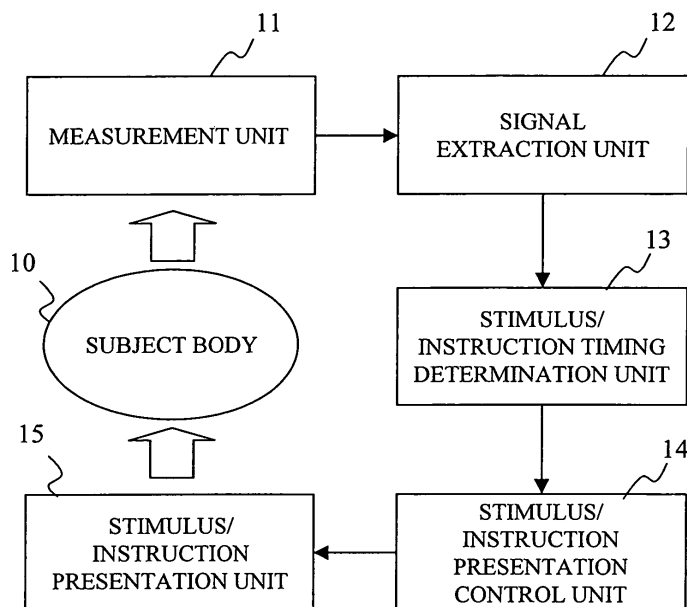 11
12
MEASUREMENT UNIT
SIGNAL
EXTRACTION UNIT
10
13
SUBJECT BODY
STIMULUS/
INSTRUCTION TIMING
DETERMINATION UNIT
15
14
STIMULUS/
INSTRUCTION
PRESENTATION UNIT
STIMULUS/
INSTRUCTION
PRESENTATION
CONTROL UNIT